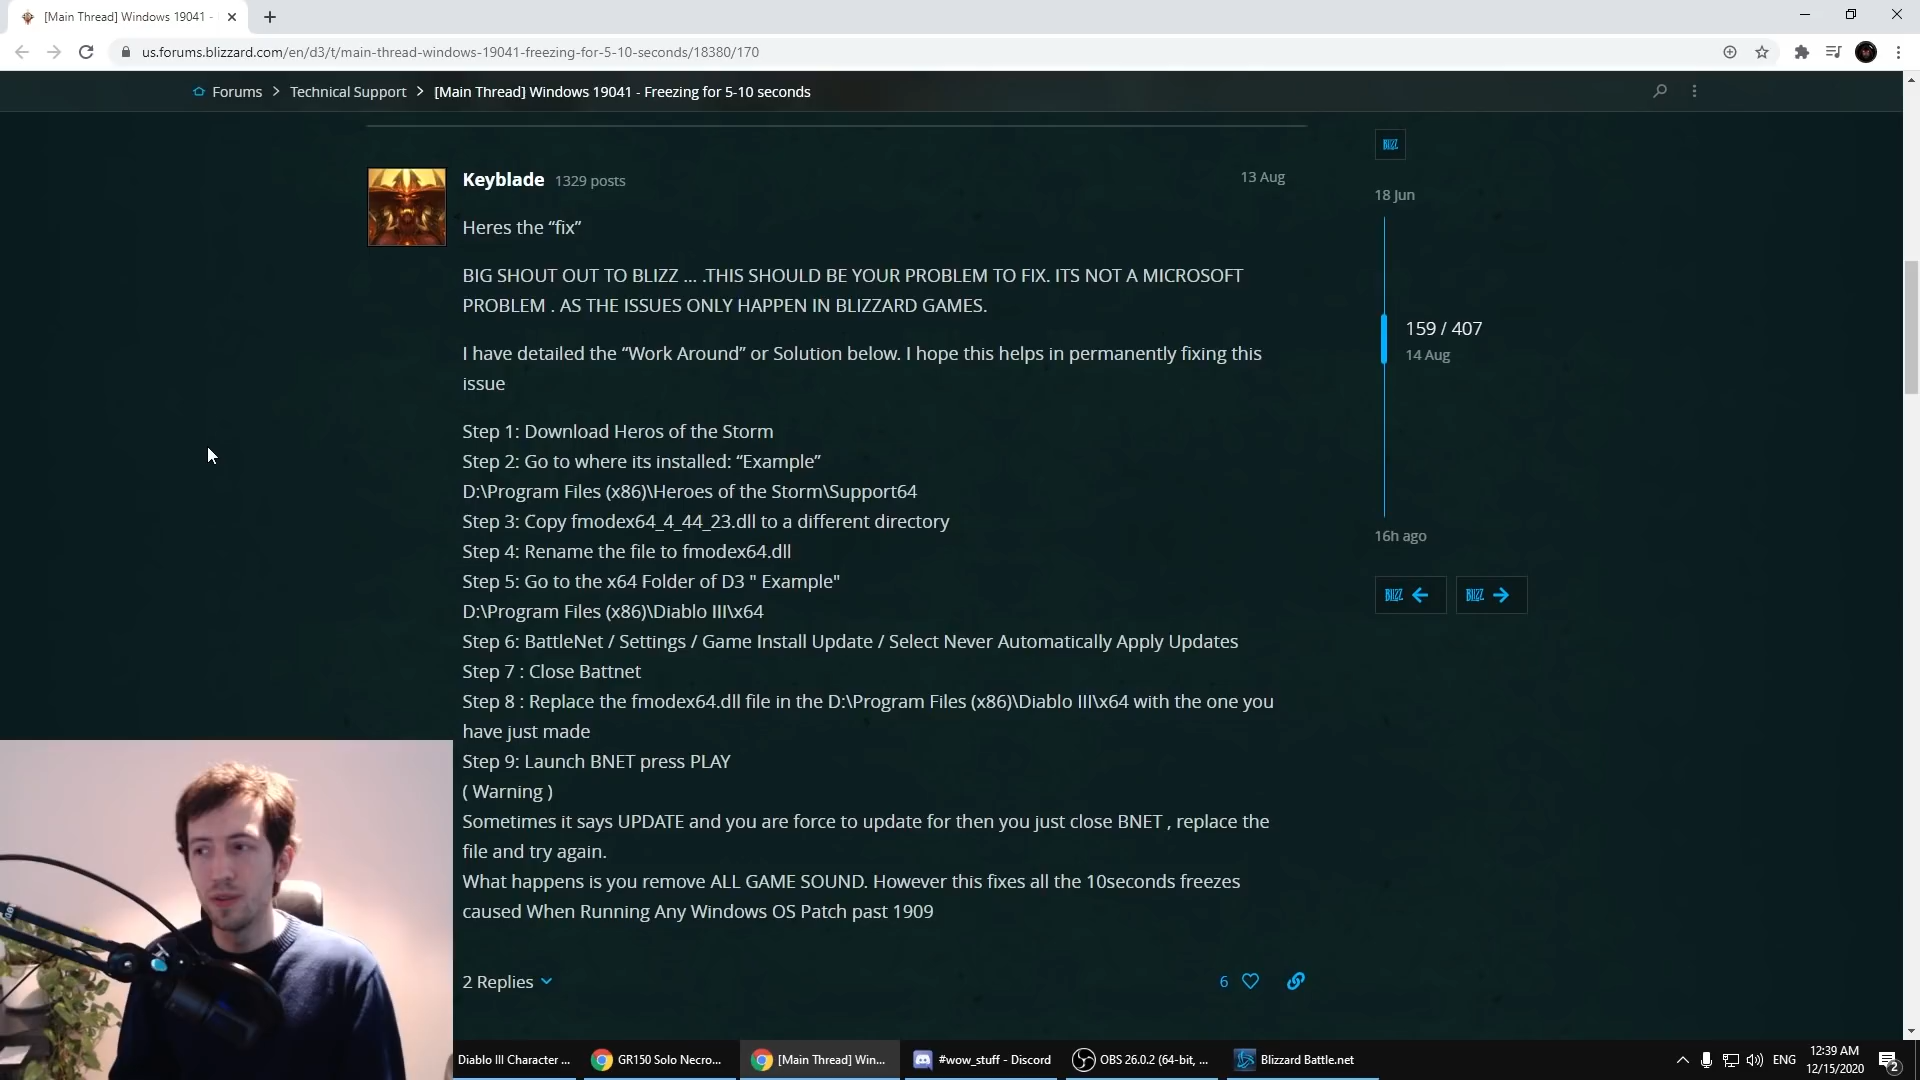 [Main Thread] Windows 19041 -
us.forums.blizzard.com/en/d3/t/main-thread-windows-19041-freezing-for-5-10-seconds/18380/170
Forums > Technical Support > [Main Thread] Windows 19041 - Freezing for 5-10 seconds
Keyblade 1329 posts
13 Aug
Heres the “fix”
BIG SHOUT OUT TO BLIZZ … .THIS SHOULD BE YOUR PROBLEM TO FIX. ITS NOT A MICROSOFT
PROBLEM . AS THE ISSUES ONLY HAPPEN IN BLIZZARD GAMES.
I have detailed the “Work Around” or Solution below. I hope this helps in permanently fixing this
issue
Step 1: Download Heros of the Storm
Step 2: Go to where its installed: “Example”
D:\Program Files (x86)\Heroes of the Storm\Support64
Step 3: Copy fmodex64_4_44_23.dll to a different directory
Step 4: Rename the file to fmodex64.dll
Step 5: Go to the x64 Folder of D3 " Example"
D:\Program Files (x86)\Diablo III\x64
Step 6: BattleNet / Settings / Game Install Update / Select Never Automatically Apply Updates
Step 7 : Close Battnet
Step 8 : Replace the fmodex64.dll file in the D:\Program Files (x86)\Diablo III\x64 with the one you
have just made
Step 9: Launch BNET press PLAY
( Warning )
Sometimes it says UPDATE and you are force to update for then you just close BNET , replace the
file and try again.
What happens is you remove ALL GAME SOUND. However this fixes all the 10seconds freezes
caused When Running Any Windows OS Patch past 1909
2 Replies
6
BLIZZ
18 Jun
159 / 407
14 Aug
16h ago
BLIZZ
BLIZZ
Diablo III Character ...
GR150 Solo Necro...
[Main Thread] Win...
#wow_stuff - Discord
OBS 26.0.2 (64-bit, ...
Blizzard Battle.net
ENG
12:39 AM
12/15/2020
2